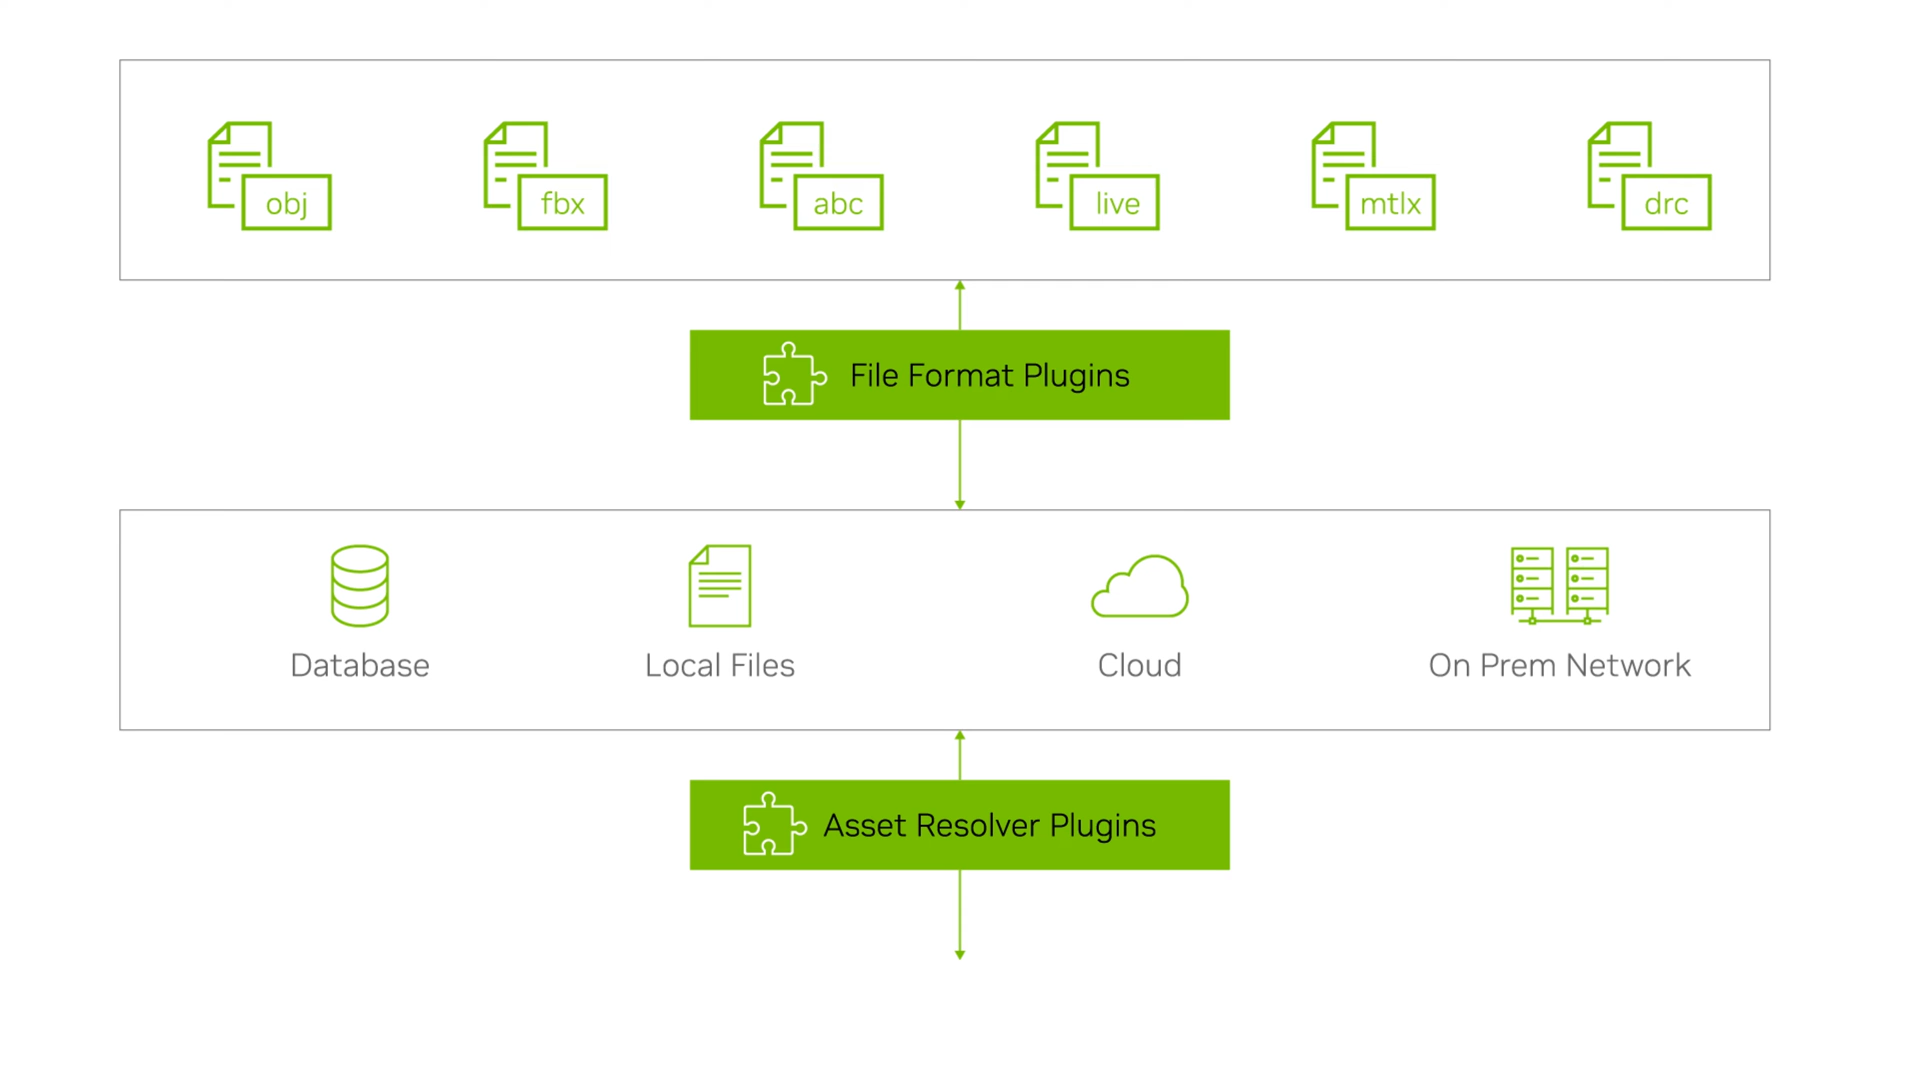 obj
fbx
abc
live
mtlx
drc
File Format Plugins
Database
Local Files
Cloud
On Prem Network
Asset Resolver Plugins